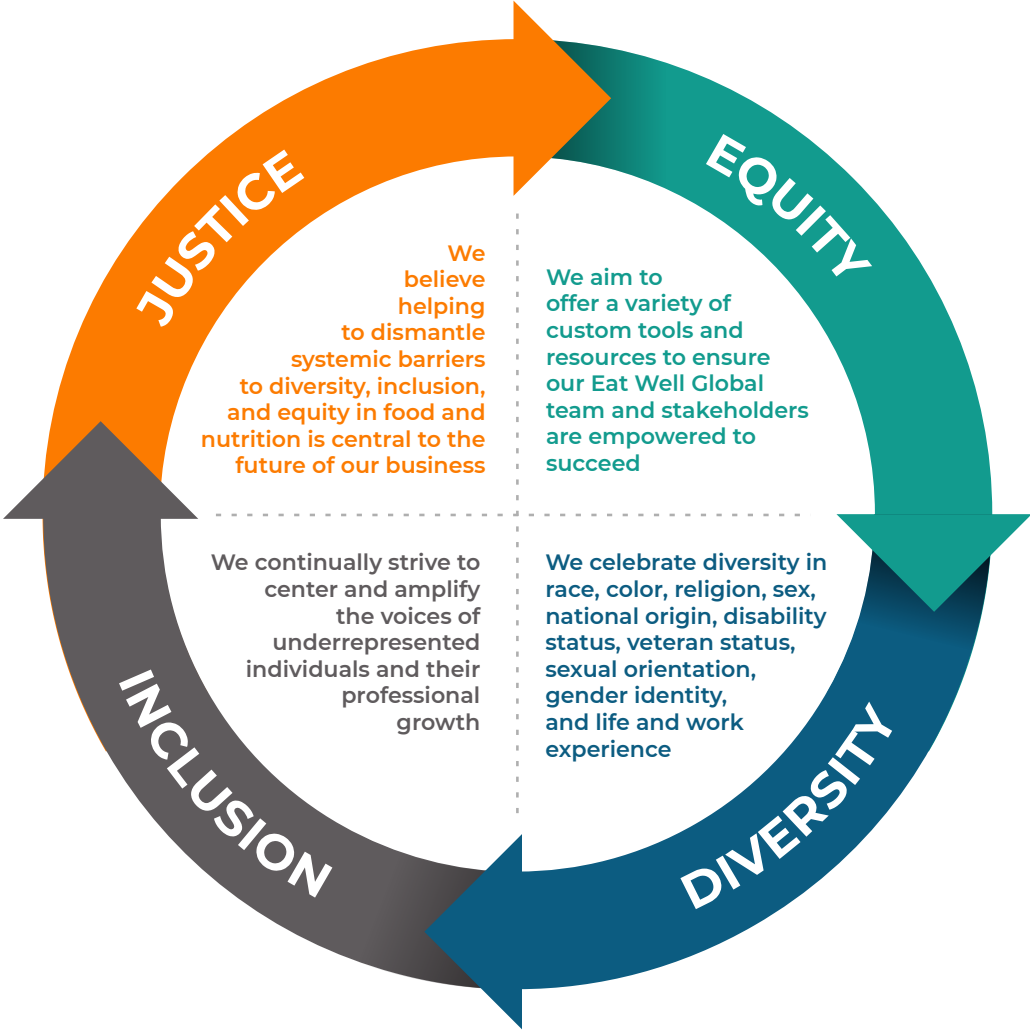 JUSTICE
We
believe
helping
to dismantle
systemic barriers
to diversity, inclusion,
and equity in food and
nutrition is central to the
future of our business
EQUITY
We aim to
offer a variety of
custom tools and
resources to ensure
our Eat Well Global
team and stakeholders
are empowered to
succeed
INCLUSION
We continually strive to
center and amplify
the voices of
underrepresented
individuals and their
professional
growth
DIVERSITY
We celebrate diversity in
race, color, religion, sex,
national origin, disability
status, veteran status,
sexual orientation,
gender identity,
and life and work
experience